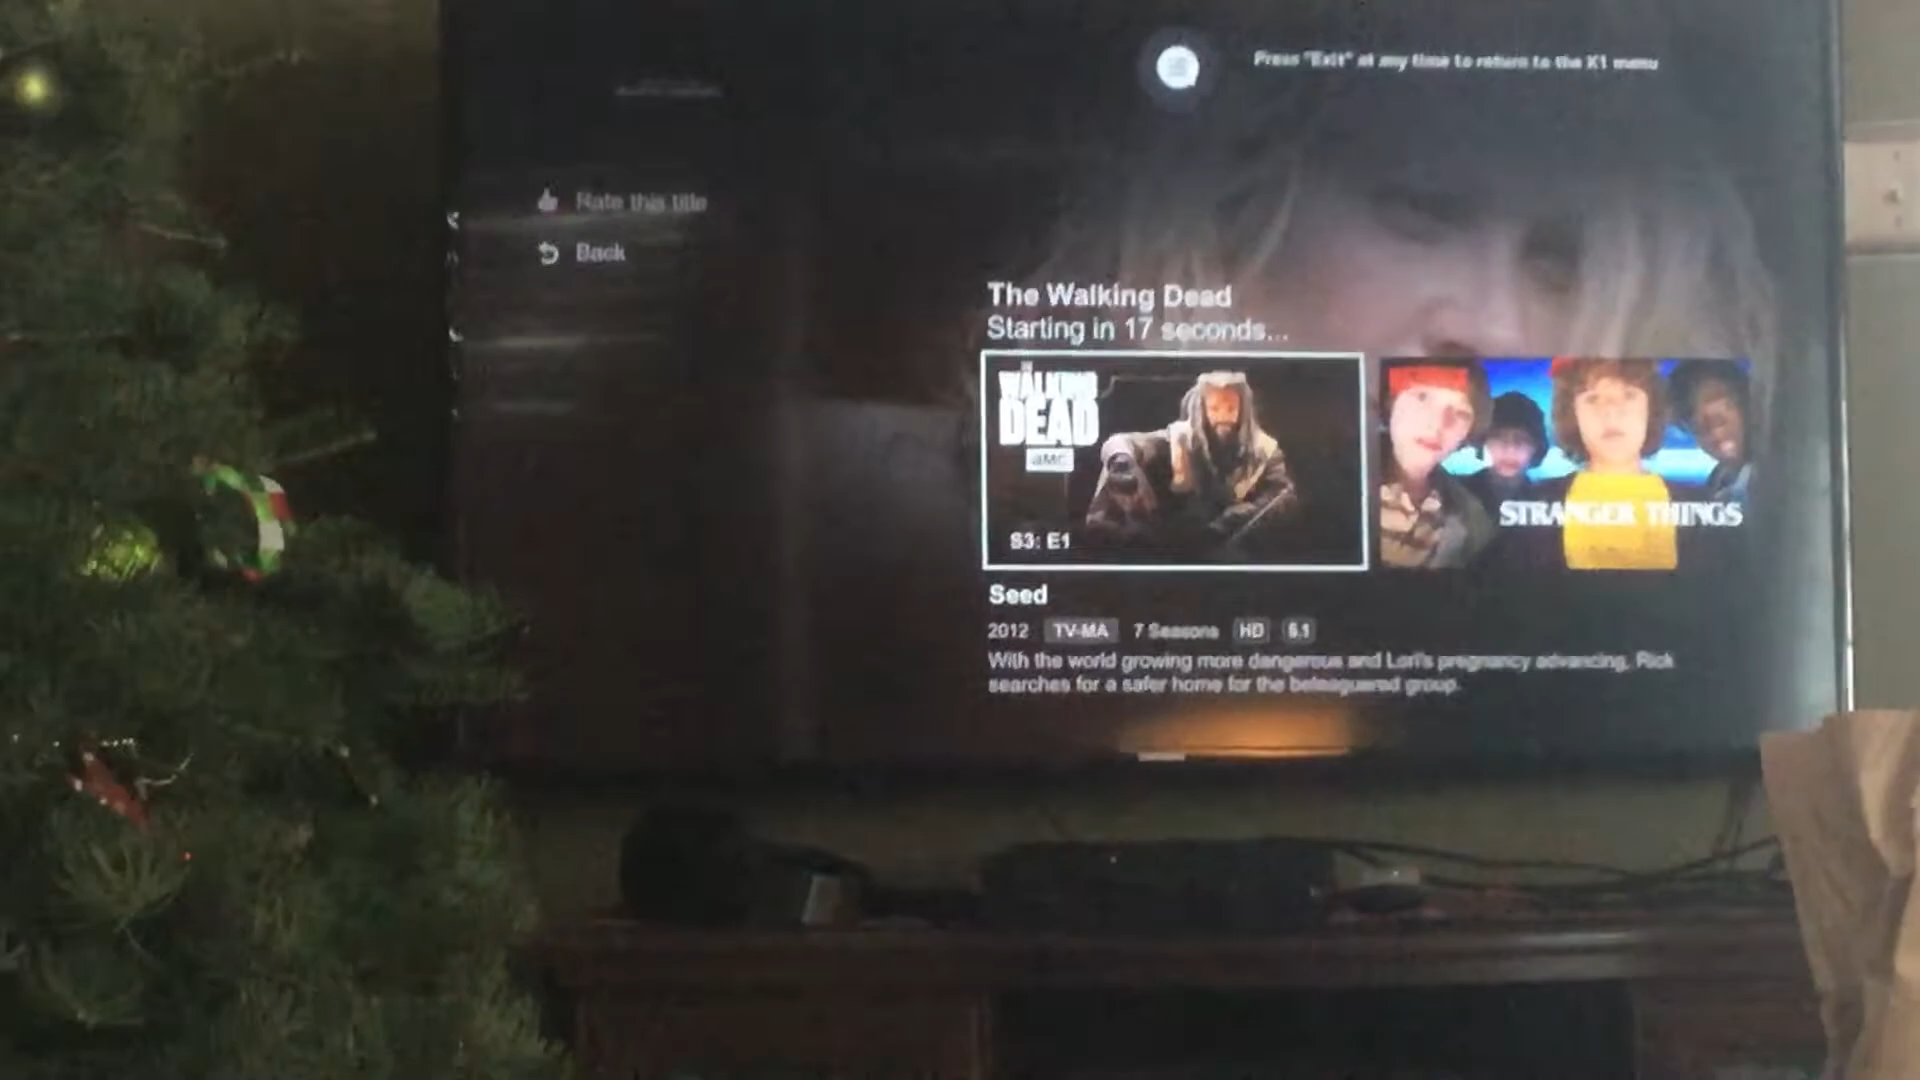 Press "Exit" at any time to return to the X1 menu
Rate this title
Back
The Walking Dead
Starting in 17 seconds...
THE
WALKING
DEAD
aMC
S3: E1
STRANGER THINGS
Seed
2012 TV-MA 7 Seasons HD 5.1
With the world growing more dangerous and Lori's pregnancy advancing, Rick
searches for a safer home for the beleaguered group.